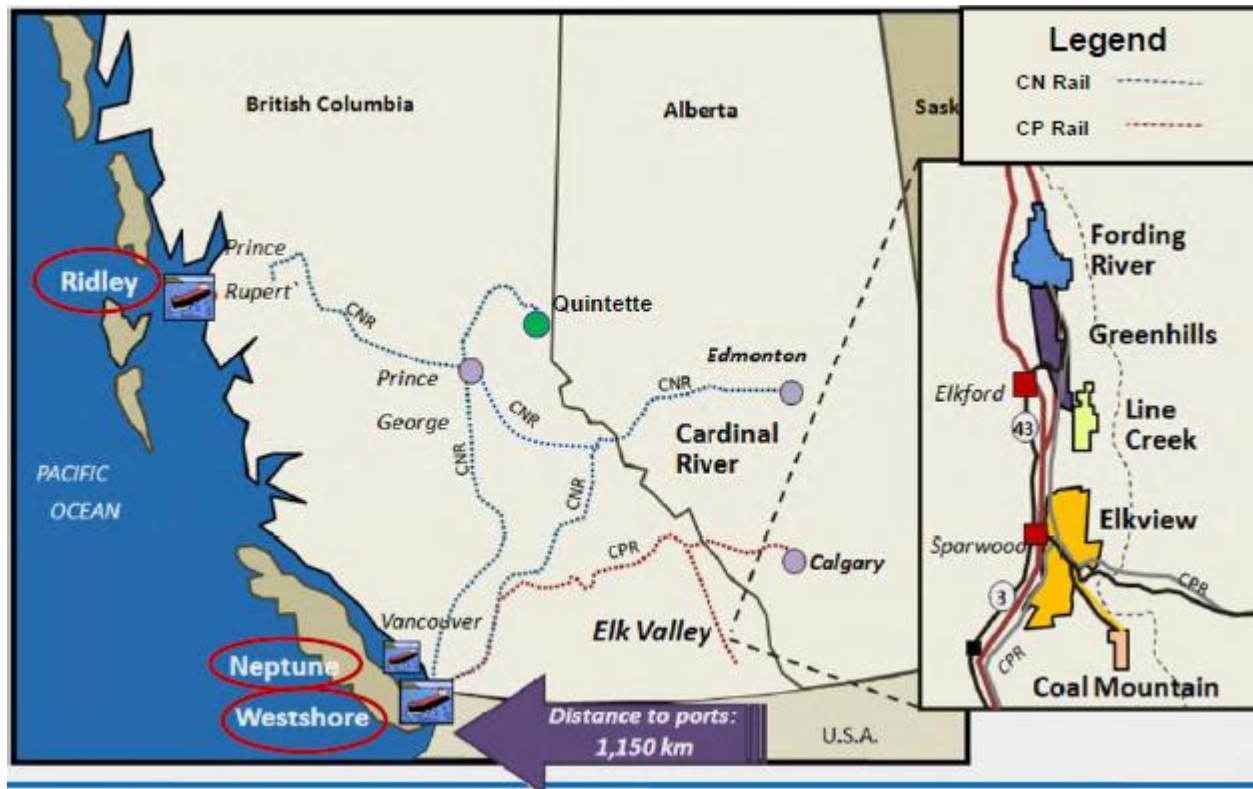 Legend
CN Rail
CP Rail
British Columbia
Alberta
Sask
Prince
Rupert
Ridley
CNR
Quintette
Prince
George
CNR
CNR
CNR
CNR
Edmonton
Cardinal
River
PACIFIC
OCEAN
CPR
Calgary
Vancouver
Elk Valley
Neptune
Westshore
Distance to ports:
1,150 km
U.S.A.
Fording
River
Greenhills
Elkford
43
Line
Creek
Elkview
Sparwood
3
CPR
CPR
Coal Mountain